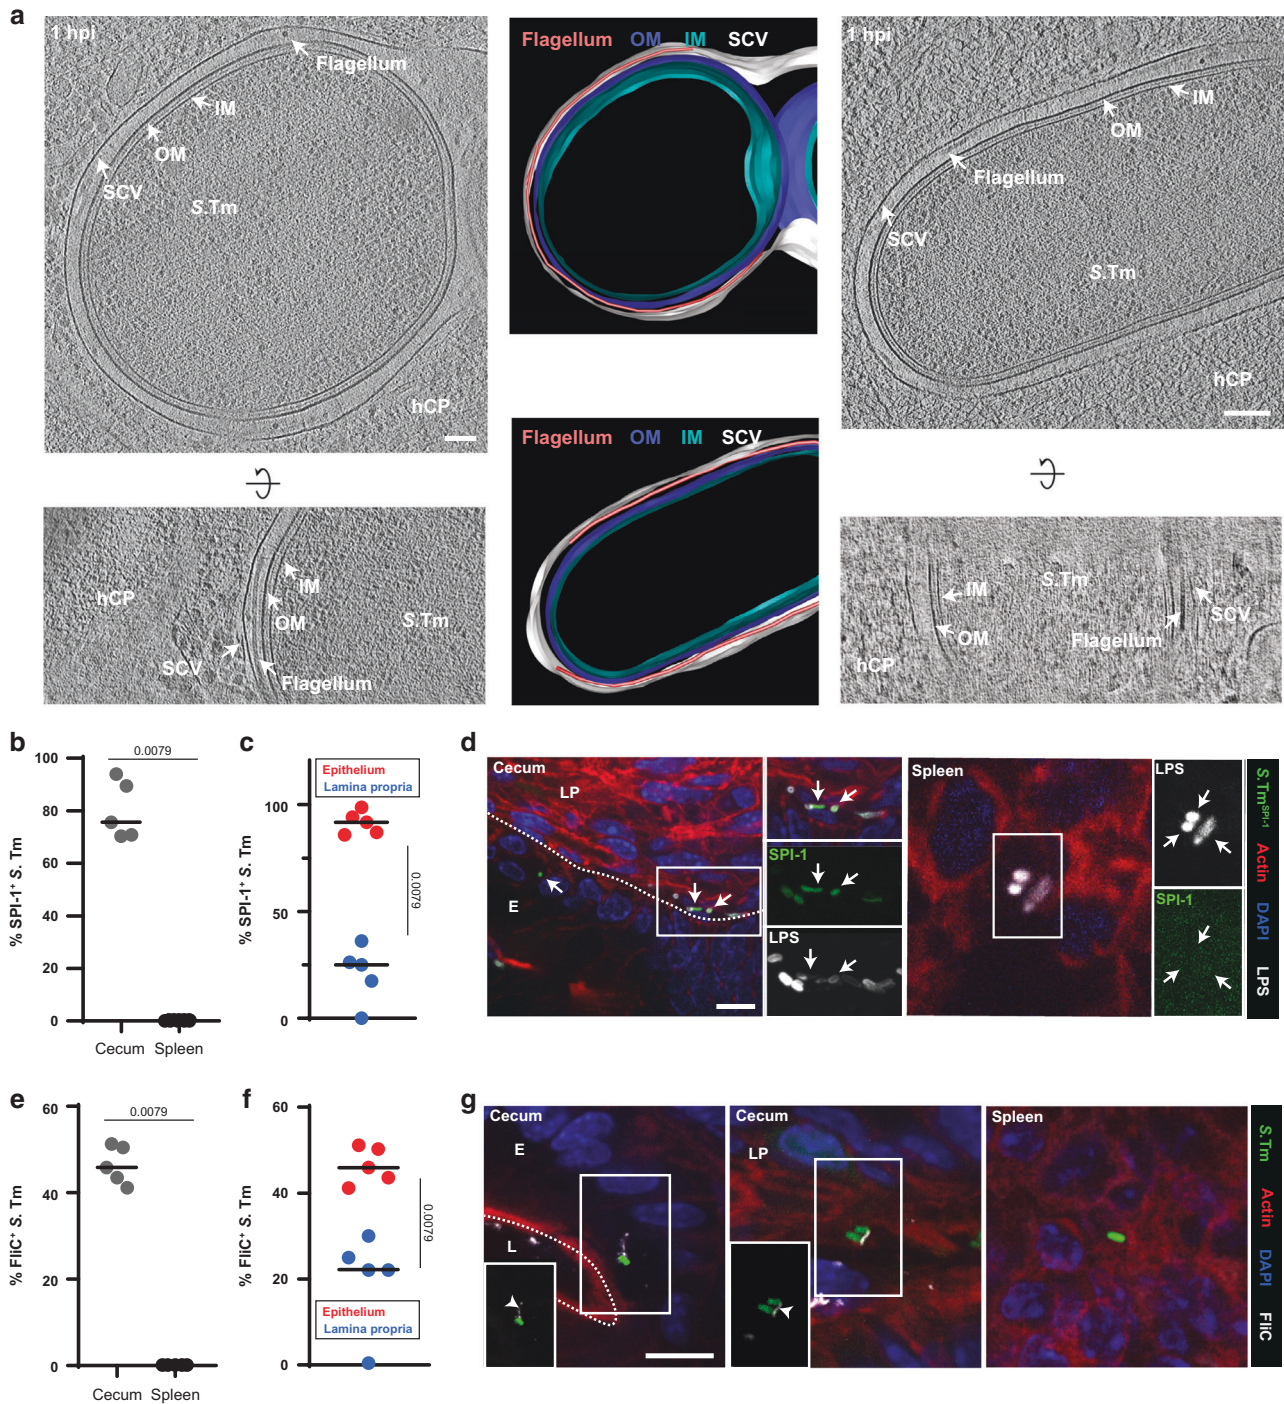 a
1 hpi
Flagellum
IM
OM
SCV
S.Tm
hCP
Flagellum OM IM SCV
1 hpi
IM
OM
Flagellum
SCV
S.Tm
hCP
hCP
IM
OM
S.Tm
SCV
Flagellum
Flagellum OM IM SCV
S.Tm
IM
SCV
OM
Flagellum
hCP
b
% SPI-1⁺ S. Tm
100
80
60
40
20
0
0.0079
Cecum Spleen
c
% SPI-1⁺ S. Tm
Epithelium
Lamina propria
100
50
0
0.0079
d
Cecum
LP
E
SPI-1
LPS
Spleen
LPS
SPI-1
S.Tmˢᴾᴵ⁻¹ Actin DAPI LPS
e
% FliC⁺ S. Tm
60
40
20
0
0.0079
Cecum Spleen
f
% FliC⁺ S. Tm
60
40
20
0
0.0079
Epithelium
Lamina propria
g
Cecum
E
L
Cecum
LP
Spleen
S.Tm Actin DAPI FliC